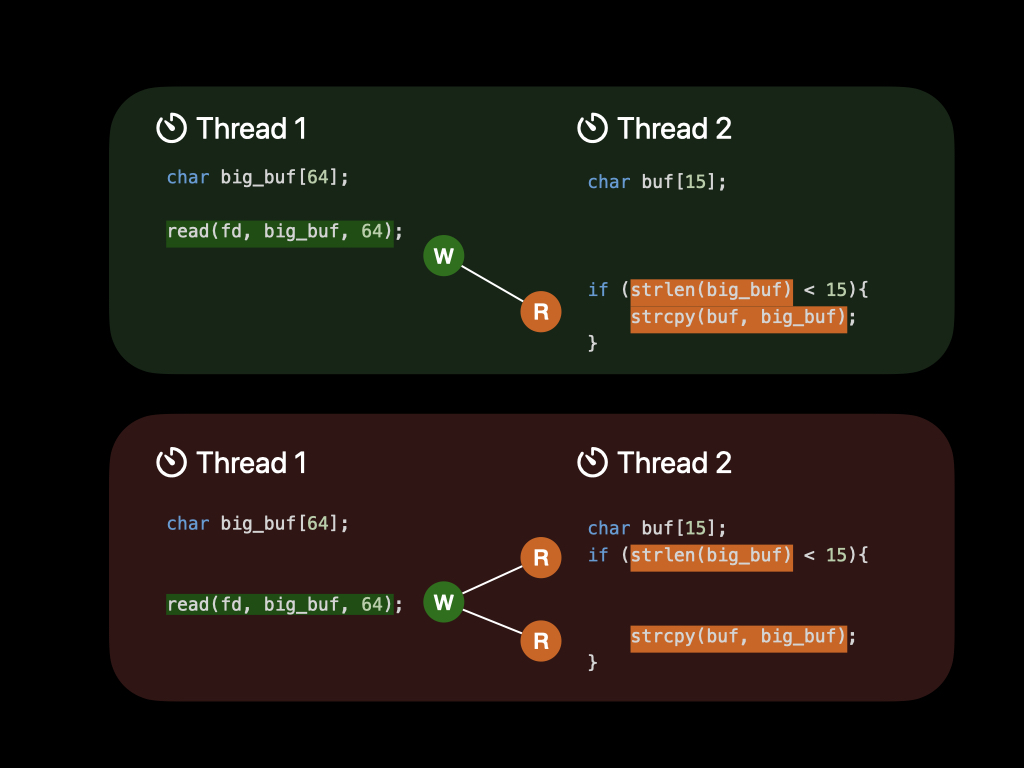 Thread 1
char big_buf[64];
read(fd, big_buf, 64);
W
R
Thread 2
char buf[15];
if (strlen(big_buf) < 15){
strcpy(buf, big_buf);
}
Thread 1
char big_buf[64];
read(fd, big_buf, 64);
W
R
R
Thread 2
char buf[15];
if (strlen(big_buf) < 15){
strcpy(buf, big_buf);
}